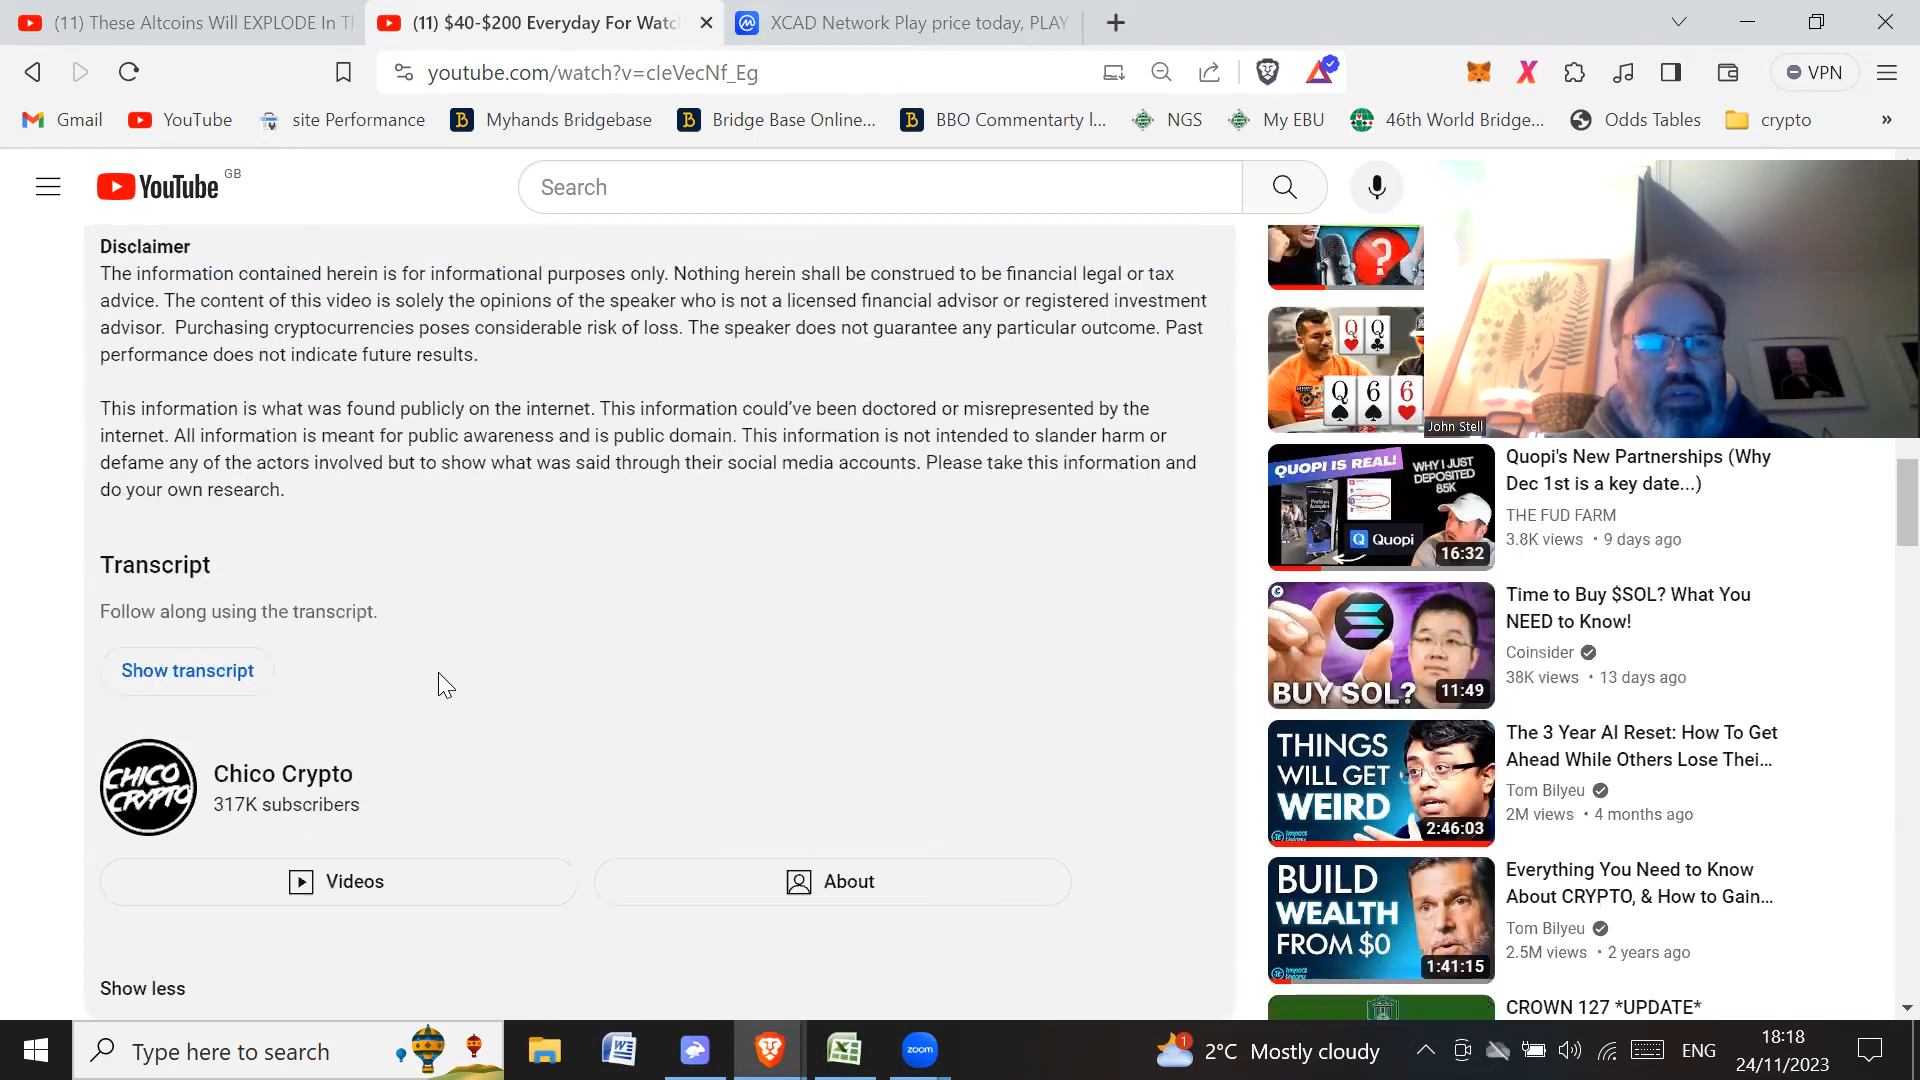 (11) These Altcoins Will EXPLODE In Th
(11) $40-$200 Everyday For Watc
XCAD Network Play price today, PLAY
youtube.com/watch?v=cIeVecNf_Eg
VPN
Gmail
YouTube
site Performance
Myhands Bridgebase
Bridge Base Online...
BBO Commentarty l...
NGS
My EBU
46th World Bridge...
Odds Tables
crypto
»
YouTube GB
Search
Disclaimer
The information contained herein is for informational purposes only. Nothing herein shall be construed to be financial legal or tax
advice. The content of this video is solely the opinions of the speaker who is not a licensed financial advisor or registered investment
advisor. Purchasing cryptocurrencies poses considerable risk of loss. The speaker does not guarantee any particular outcome. Past
performance does not indicate future results.
This information is what was found publicly on the internet. This information could've been doctored or misrepresented by the
internet. All information is meant for public awareness and is public domain. This information is not intended to slander harm or
defame any of the actors involved but to show what was said through their social media accounts. Please take this information and
do your own research.
Transcript
Follow along using the transcript.
Show transcript
CHICO
CRYPTO
Chico Crypto
317K subscribers
Videos
About
Show less
?
Q Q
Q 6 6
John Stell
QUOPI IS REAL!
WHY I JUST
DEPOSITED
85K
Quopi
16:32
Quopi's New Partnerships (Why
Dec 1st is a key date...)
THE FUD FARM
3.8K views • 9 days ago
BUY SOL?
11:49
Time to Buy $SOL? What You
NEED to Know!
Coinsider
38K views • 13 days ago
THINGS
WILL GET
WEIRD
2:46:03
The 3 Year AI Reset: How To Get
Ahead While Others Lose Thei...
Tom Bilyeu
2M views • 4 months ago
BUILD
WEALTH
FROM $0
1:41:15
Everything You Need to Know
About CRYPTO, & How to Gain...
Tom Bilyeu
2.5M views • 2 years ago
CROWN 127 *UPDATE*
Type here to search
zoom
1
2°C Mostly cloudy
ENG
18:18
24/11/2023